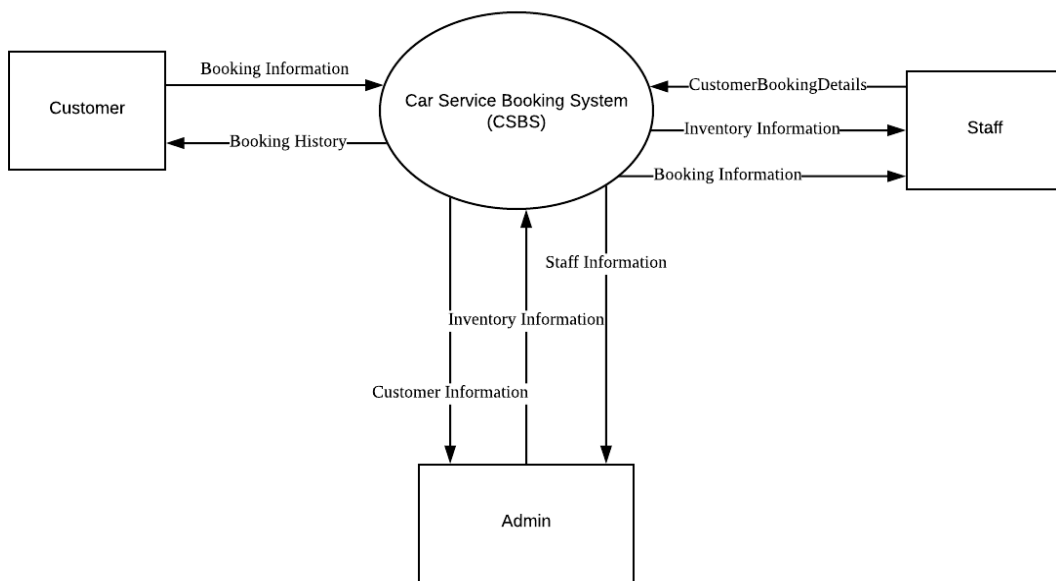 Booking Information
Customer
Booking History
Car Service Booking System
(CSBS)
CustomerBookingDetails
Inventory Information
Staff
Booking Information
Staff Information
Inventory Information
Customer Information
Admin